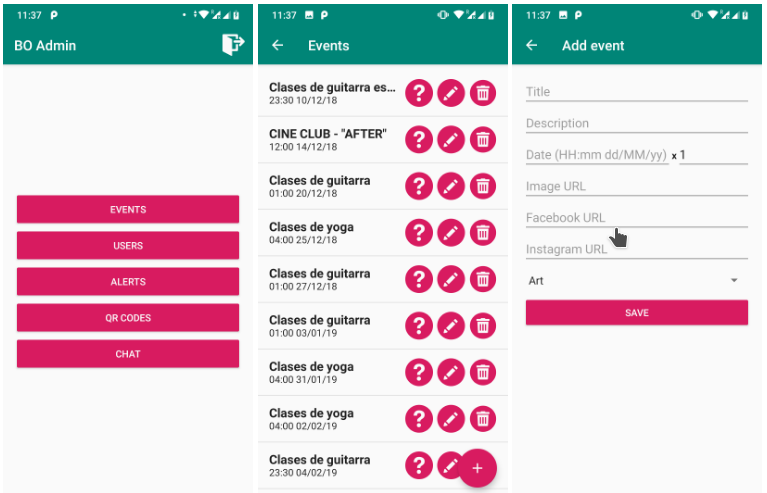 11:37
BO Admin
EVENTS
USERS
ALERTS
QR CODES
CHAT
11:37
Events
Clases de guitarra es...
23:30 10/12/18
CINE CLUB - "AFTER"
12:00 14/12/18
Clases de guitarra
01:00 20/12/18
Clases de yoga
04:00 25/12/18
Clases de guitarra
01:00 27/12/18
Clases de guitarra
01:00 03/01/19
Clases de yoga
04:00 31/01/19
Clases de yoga
04:00 02/02/19
Clases de guitarra
23:30 04/02/19
11:37
Add event
Title
Description
Date (HH:mm dd/MM/yy) x 1
Image URL
Facebook URL
Instagram URL
Art
SAVE